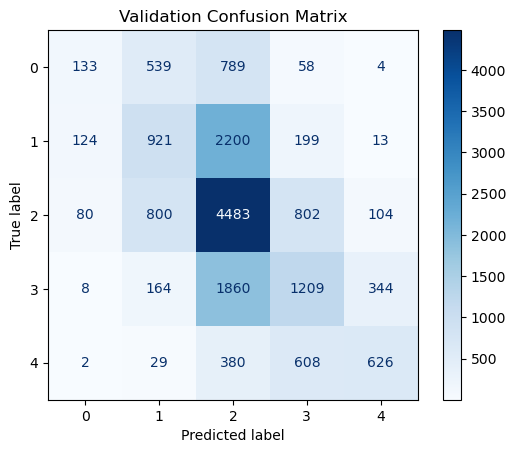 Validation Confusion Matrix
0 133 539 789 58 4
1 124 921 2200 199 13
2 80 800 4483 802 104
3 8 164 1860 1209 344
4 2 29 380 608 626
0 1 2 3 4
Predicted label
True label
4000
3500
3000
2500
2000
1500
1000
500